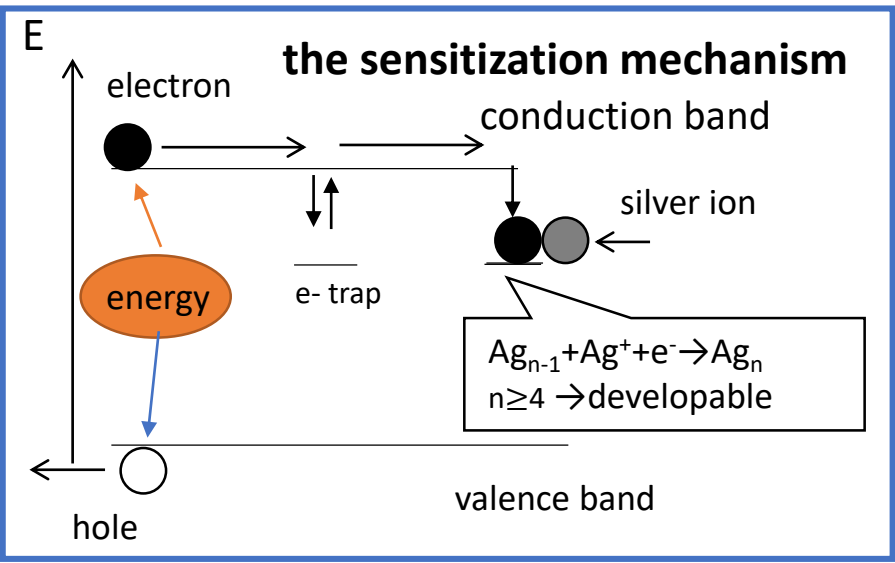 E
the sensitization mechanism
electron
conduction band
silver ion
energy
e- trap
Agₙ₋₁+Ag⁺+e⁻→Agₙ
n≥4 →developable
valence band
hole